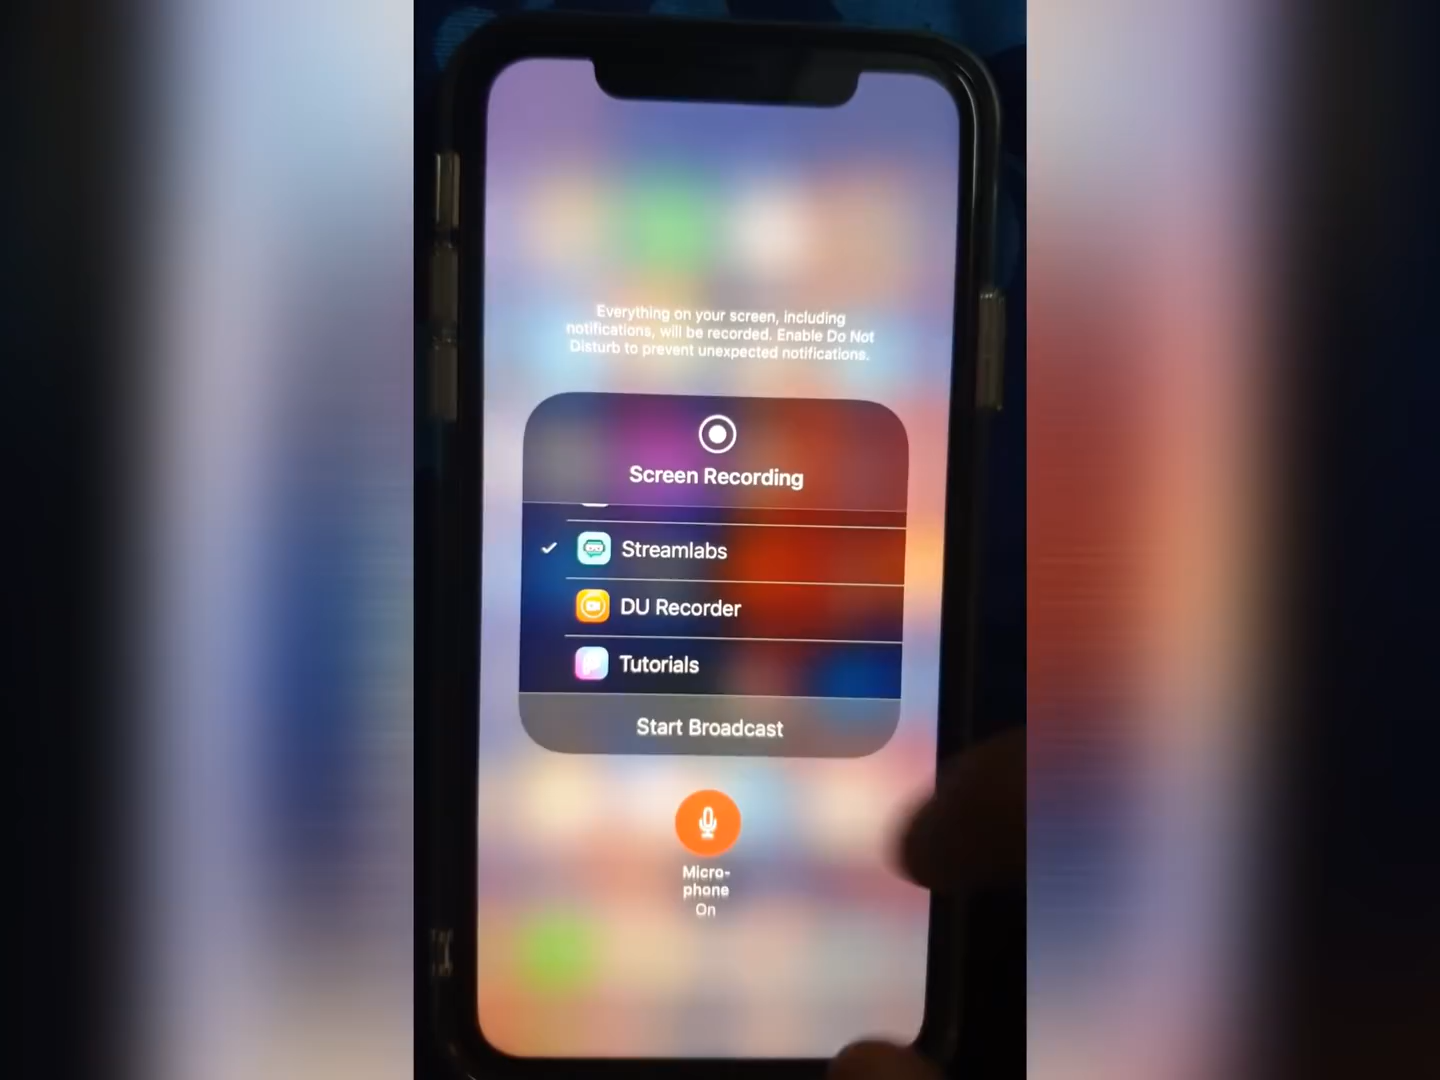 Everything on your screen, including
notifications, will be recorded. Enable Do Not
Disturb to prevent unexpected notifications.
Screen Recording
Streamlabs
DU Recorder
Tutorials
Start Broadcast
Micro-
phone
On